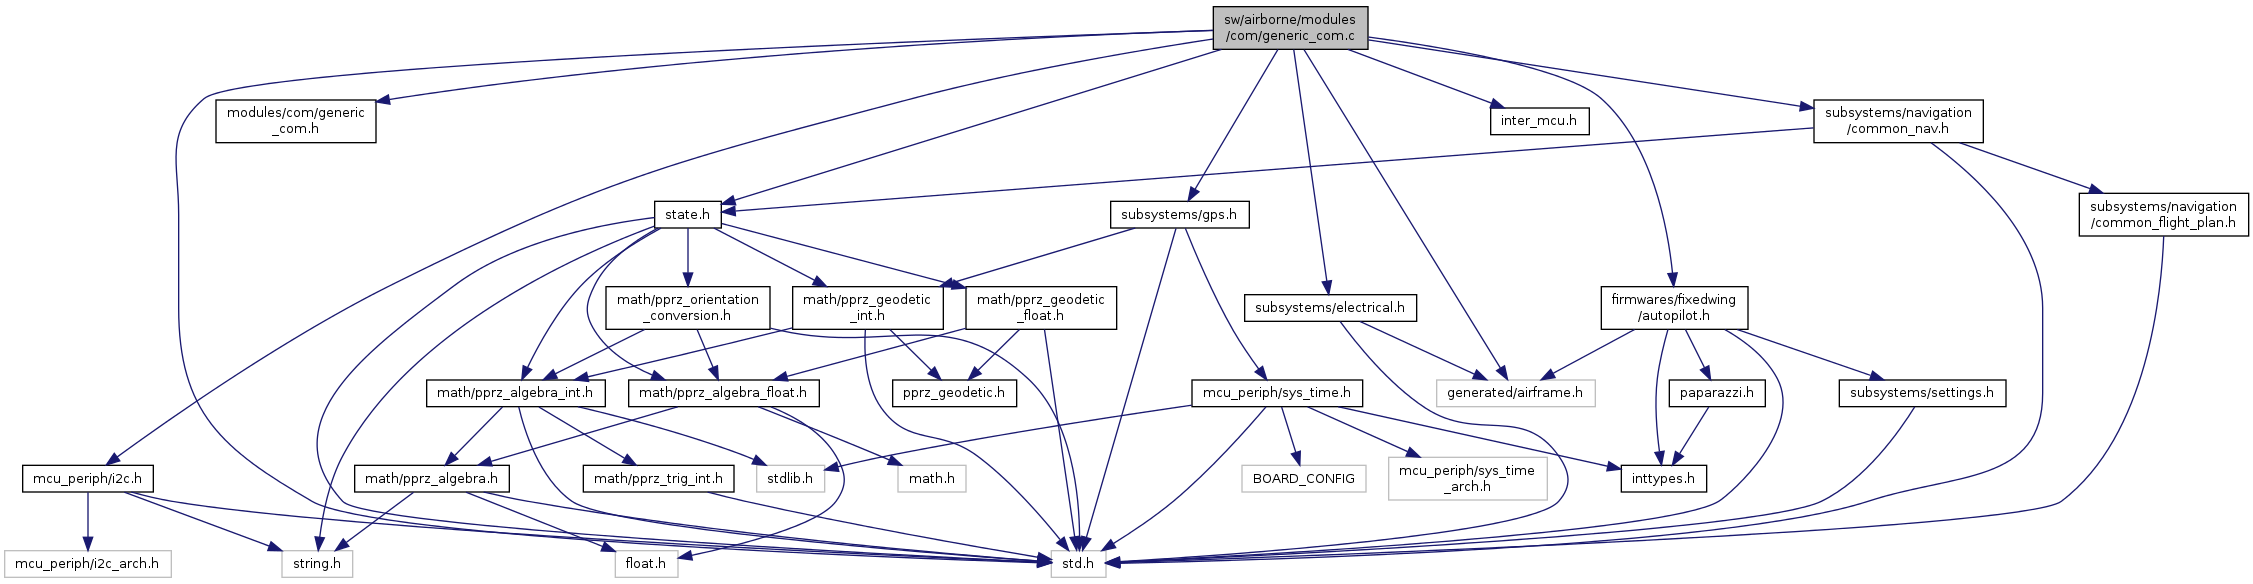 sw/airborne/modules
/com/generic_com.c
modules/com/generic
_com.h
inter_mcu.h
subsystems/navigation
/common_nav.h
state.h
subsystems/gps.h
subsystems/navigation
/common_flight_plan.h
math/pprz_orientation
_conversion.h
math/pprz_geodetic
_int.h
math/pprz_geodetic
_float.h
subsystems/electrical.h
firmwares/fixedwing
/autopilot.h
math/pprz_algebra_int.h
math/pprz_algebra_float.h
pprz_geodetic.h
mcu_periph/sys_time.h
generated/airframe.h
paparazzi.h
subsystems/settings.h
mcu_periph/i2c.h
math/pprz_algebra.h
math/pprz_trig_int.h
stdlib.h
math.h
BOARD_CONFIG
mcu_periph/sys_time
_arch.h
inttypes.h
mcu_periph/i2c_arch.h
string.h
float.h
std.h